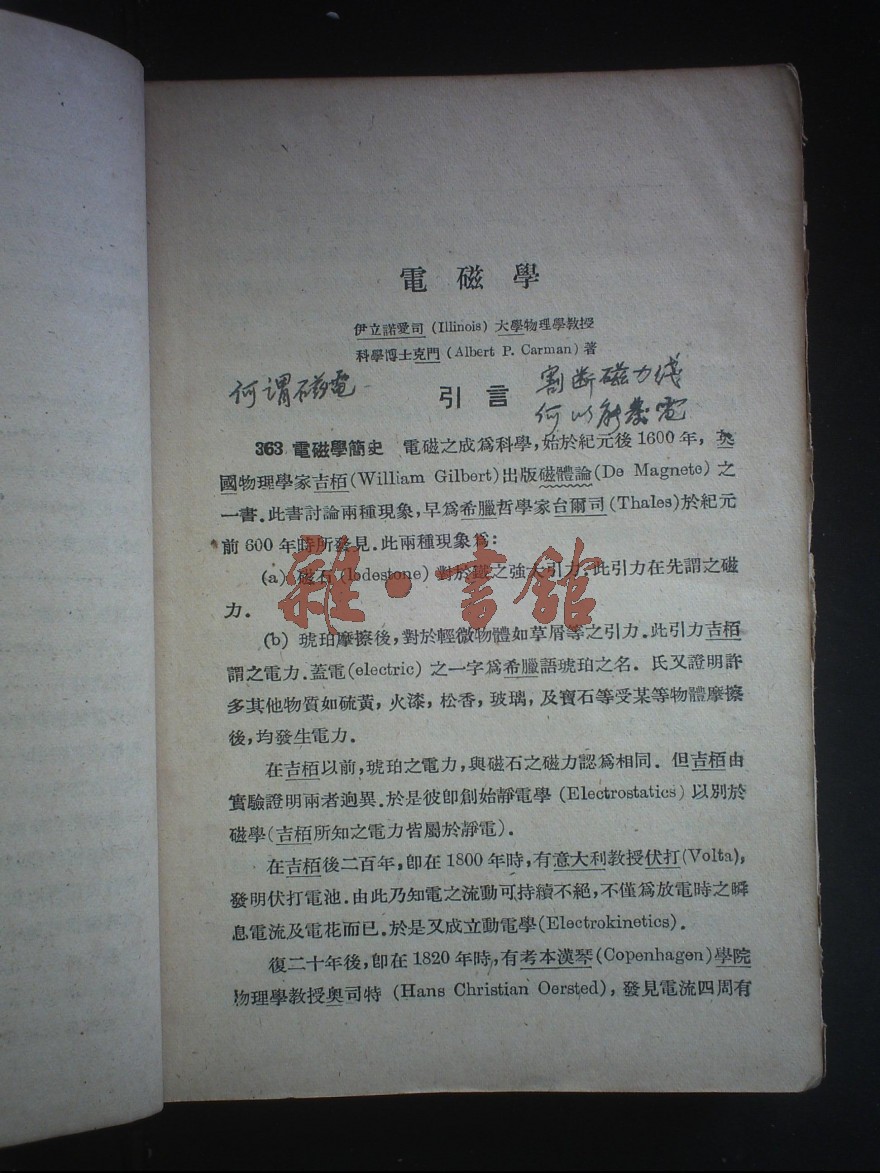 電磁學
伊立諾愛司 (Illinois) 大學物理學教授
科學博士克門 (Albert P. Carman) 著
何謂磁電
引言
割断磁力线
何以能發電
363 電磁學簡史 電磁之成爲科學，始於紀元後1600年，英
國物理學家吉栢(William Gilbert)出版磁體論(De Magnete) 之
一書．此書討論兩種現象，早爲希臘哲學家台爾司(Thales)於紀元
前 600 年時所發見．此兩種現象爲：
(a) 磁石(lodestone) 對於鐵之強大引力．此引力在先謂之磁
力．
(b) 琥珀摩擦後，對於輕微物體如草屑等之引力．此引力吉栢
謂之電力．蓋電(electric) 之一字爲希臘語琥珀之名．氏又證明許
多其他物質如硫黃，火漆，松香，玻璃，及寶石等受某等物體摩擦
後，均發生電力．
在吉栢以前，琥珀之電力，與磁石之磁力認爲相同．但吉栢由
實驗證明兩者逈異．於是彼卽創始靜電學 (Electrostatics) 以別於
磁學(吉栢所知之電力皆屬於靜電)．
在吉栢後二百年，卽在 1800 年時，有意大利教授伏打(Volta)，
發明伏打電池．由此乃知電之流動可持續不絕，不僅爲放電時之瞬
息電流及電花而已．於是又成立動電學(Electrokinetics)．
復二十年後，卽在 1820 年時，有考本漢琴(Copenhagen)學院
物理學教授奧司特 (Hans Christian Oersted)，發見電流四周有
雜·書館